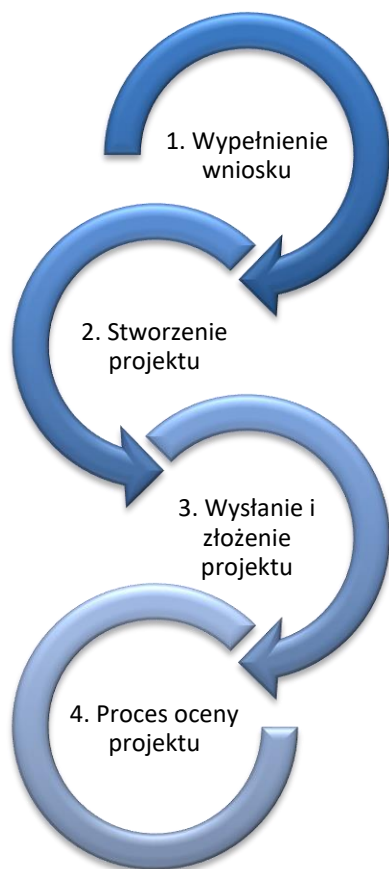 1. Wypełnienie
wniosku
2. Stworzenie
projektu
3. Wysłanie i
złożenie
projektu
4. Proces oceny
projektu